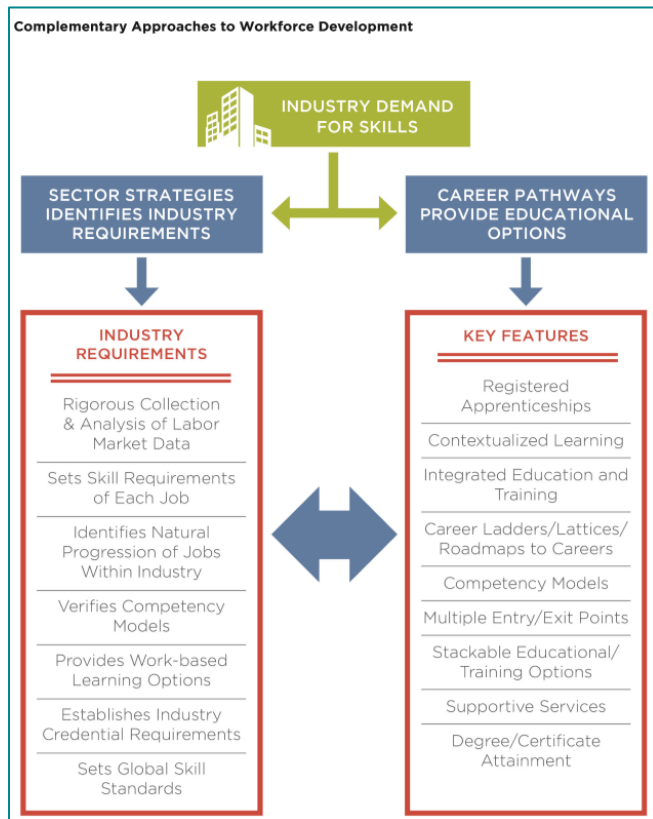 Complementary Approaches to Workforce Development
INDUSTRY DEMAND
FOR SKILLS
SECTOR STRATEGIES
IDENTIFIES INDUSTRY
REQUIREMENTS
CAREER PATHWAYS
PROVIDE EDUCATIONAL
OPTIONS
INDUSTRY
REQUIREMENTS
Rigorous Collection
& Analysis of Labor
Market Data
Sets Skill Requirements
of Each Job
Identifies Natural
Progression of Jobs
Within Industry
Verifies Competency
Models
Provides Work-based
Learning Options
Establishes Industry
Credential Requirements
Sets Global Skill
Standards
KEY FEATURES
Registered
Apprenticeships
Contextualized Learning
Integrated Education and
Training
Career Ladders/Lattices/
Roadmaps to Careers
Competency Models
Multiple Entry/Exit Points
Stackable Educational/
Training Options
Supportive Services
Degree/Certificate
Attainment